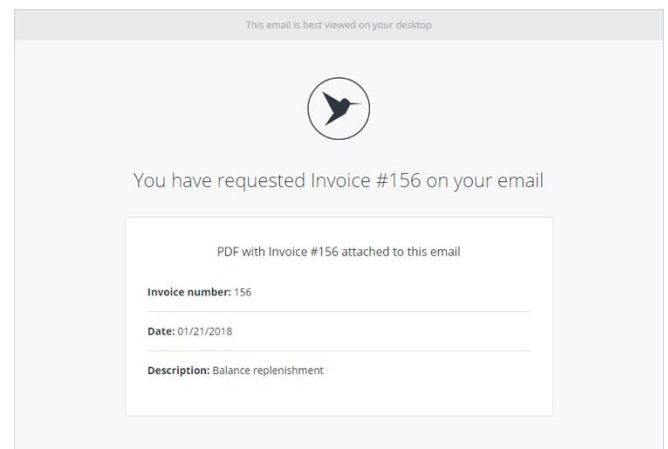 This email is best viewed on your desktop
You have requested Invoice #156 on your email
PDF with Invoice #156 attached to this email
Invoice number: 156
Date: 01/21/2018
Description: Balance replenishment